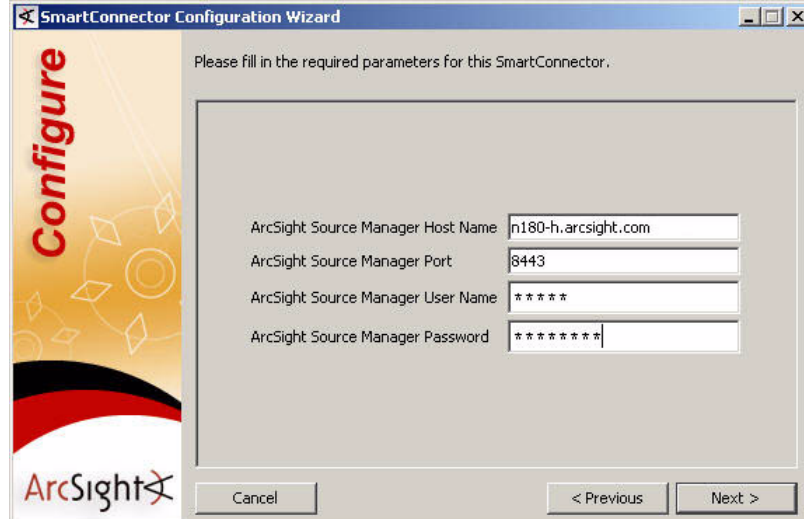 SmartConnector Configuration Wizard
Configure
Please fill in the required parameters for this SmartConnector.
ArcSight Source Manager Host Name n180-h.arcsight.com
ArcSight Source Manager Port 8443
ArcSight Source Manager User Name *****
ArcSight Source Manager Password ********
ArcSight
Cancel < Previous Next >